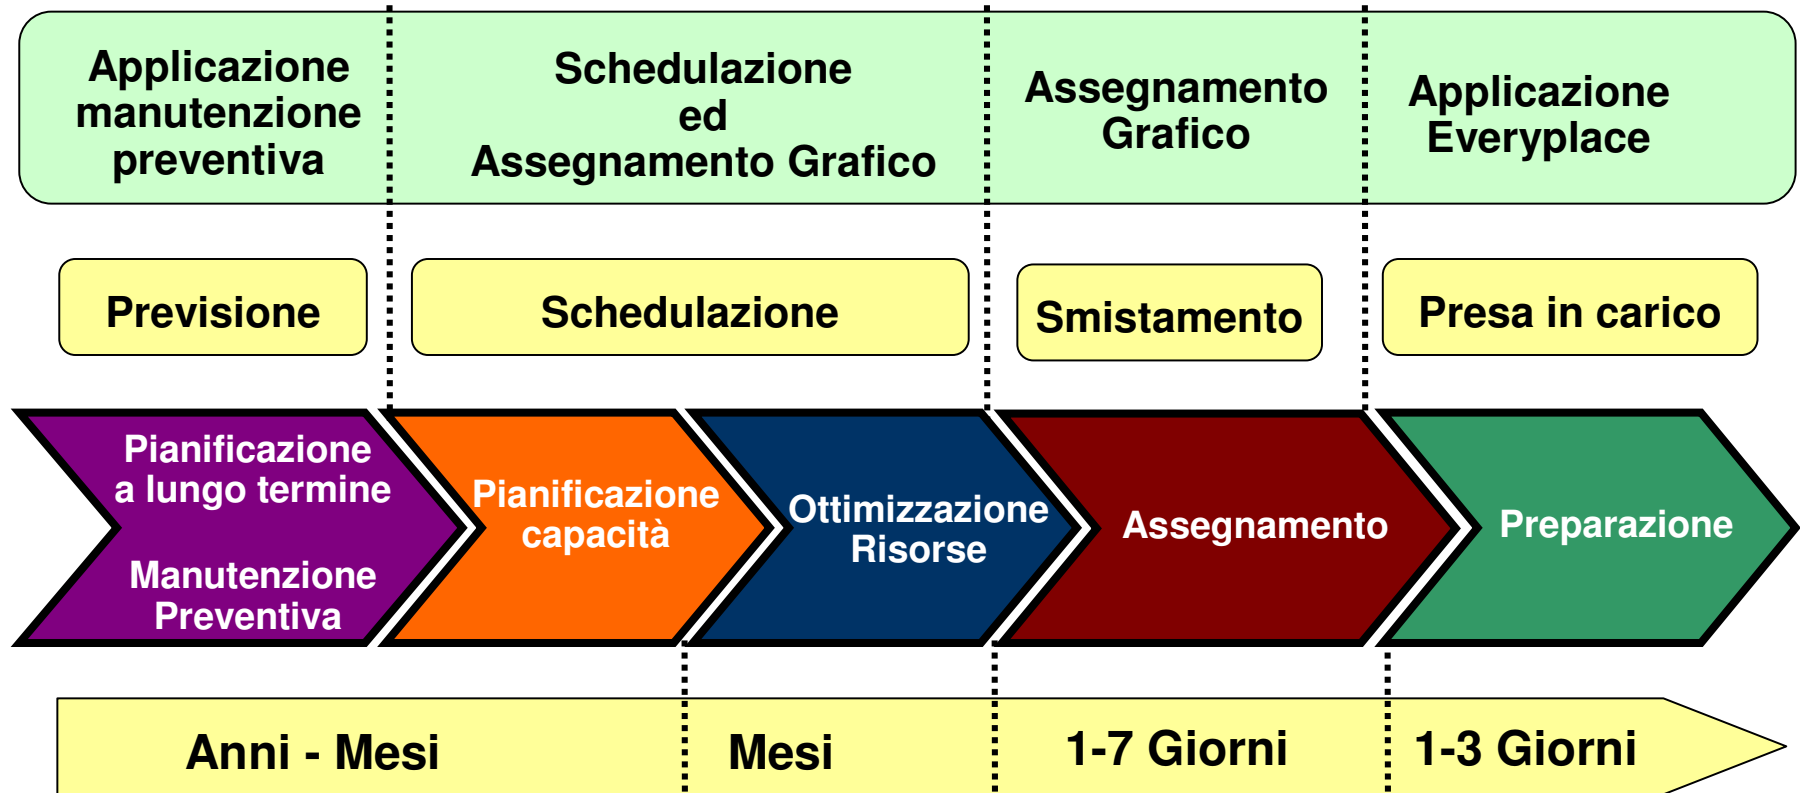 Applicazione
manutenzione
preventiva
Schedulazione
ed
Assegnamento Grafico
Assegnamento
Grafico
Applicazione
Everyplace
Previsione
Schedulazione
Smistamento
Presa in carico
Pianificazione
a lungo termine
Manutenzione
Preventiva
Pianificazione
capacità
Ottimizzazione
Risorse
Assegnamento
Preparazione
Anni - Mesi
Mesi
1-7 Giorni
1-3 Giorni